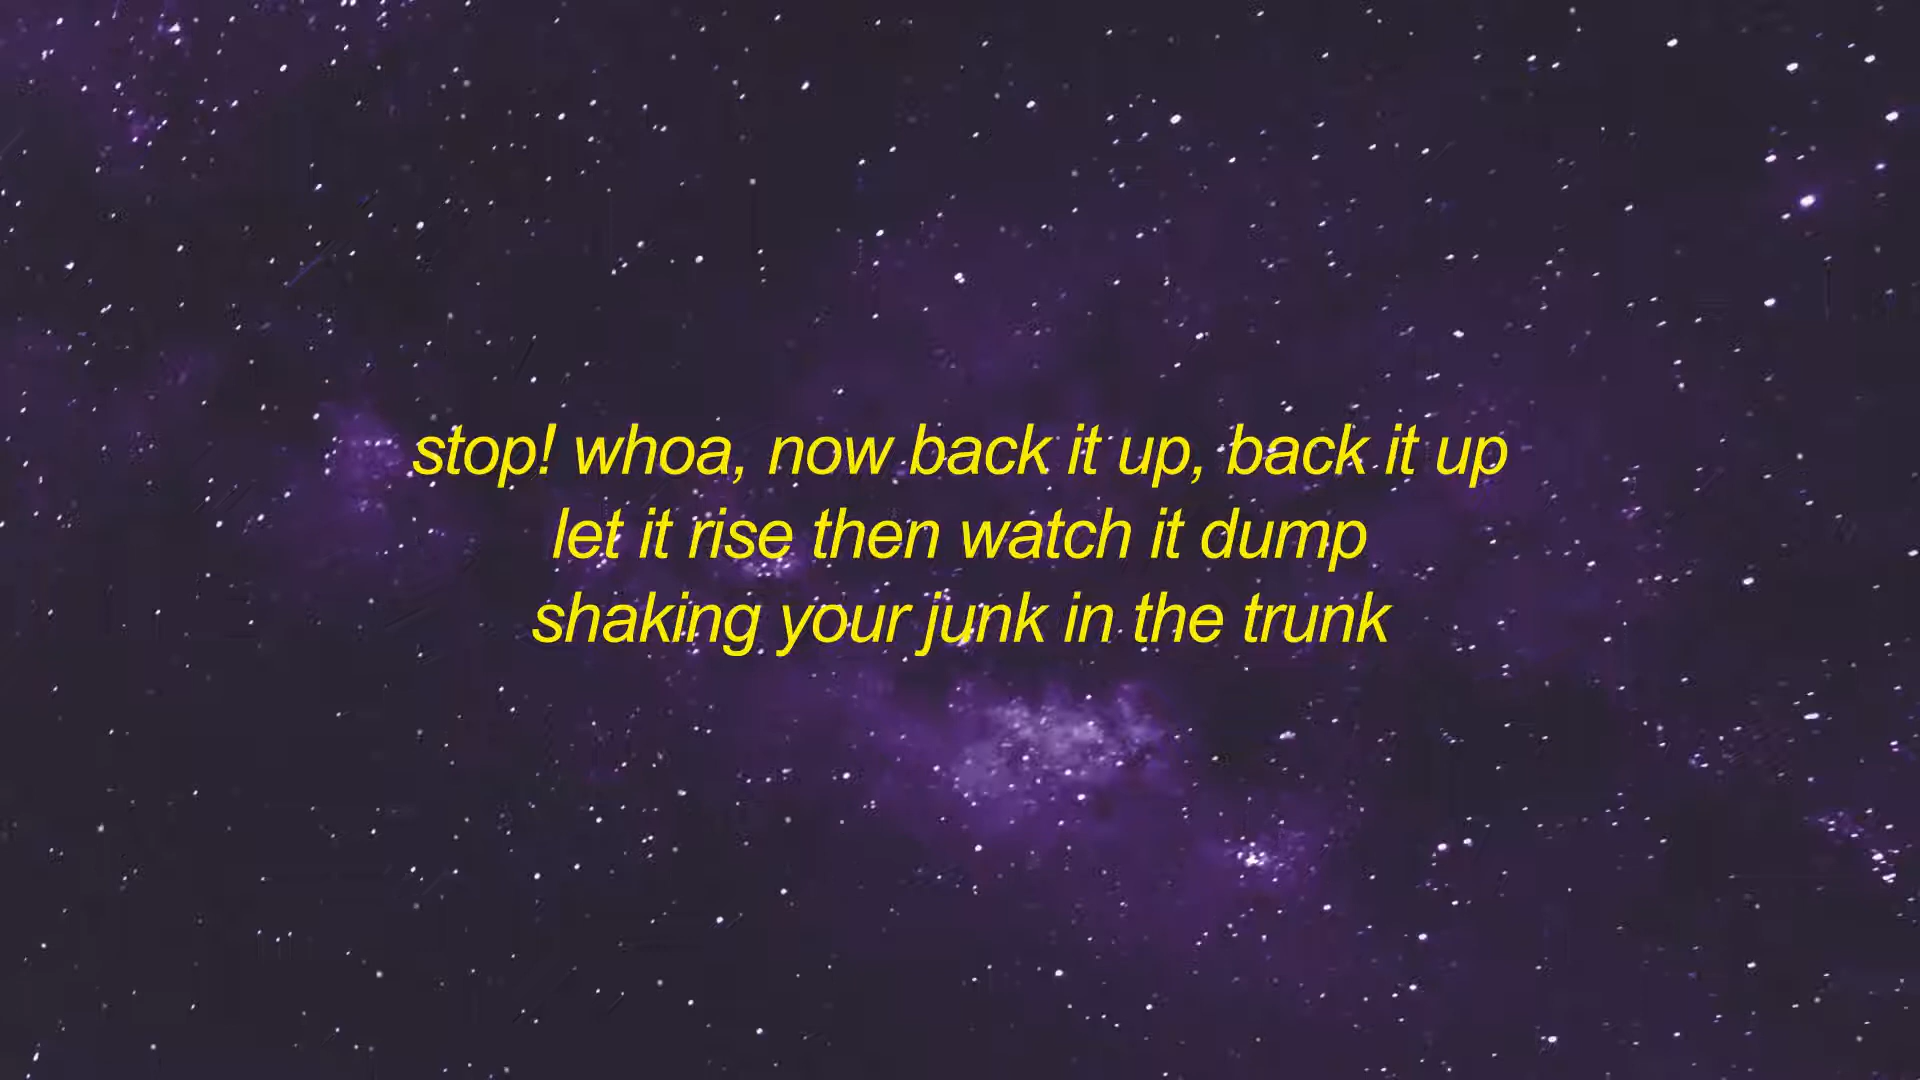 stop! whoa, now back it up, back it up
let it rise then watch it dump
shaking your junk in the trunk